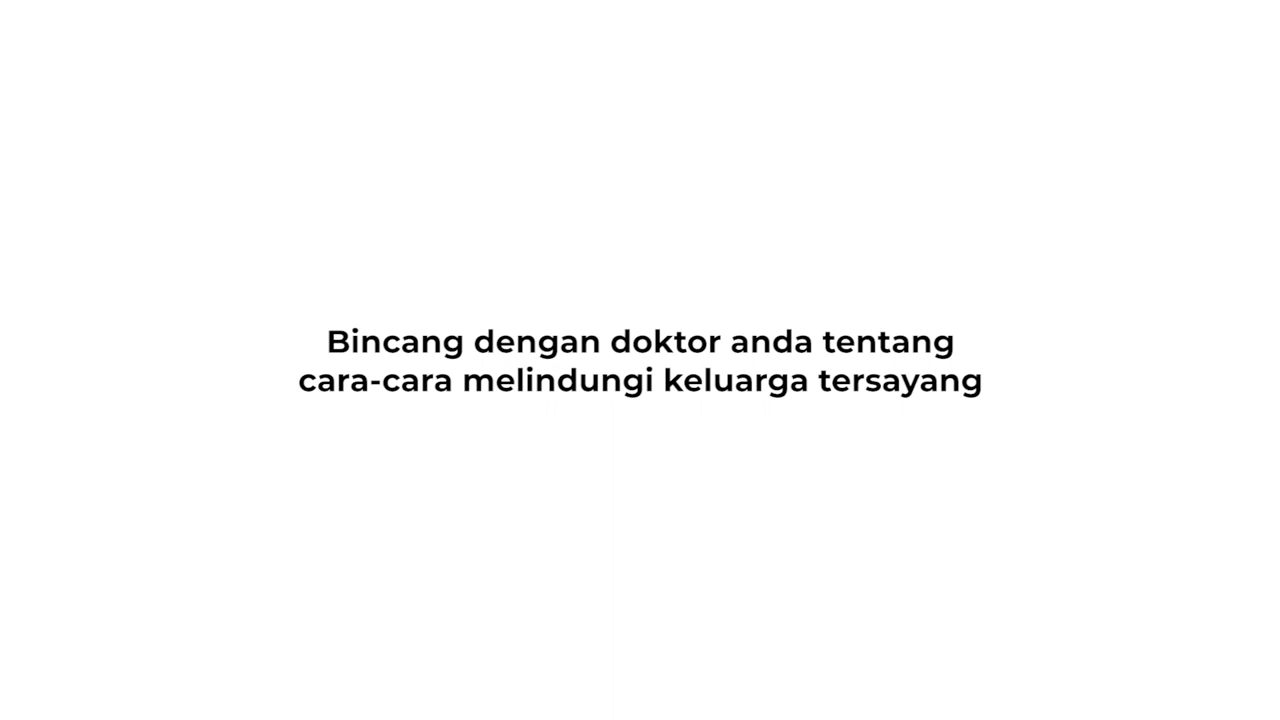 Bincang dengan doktor anda tentang
cara-cara melindungi keluarga tersayang